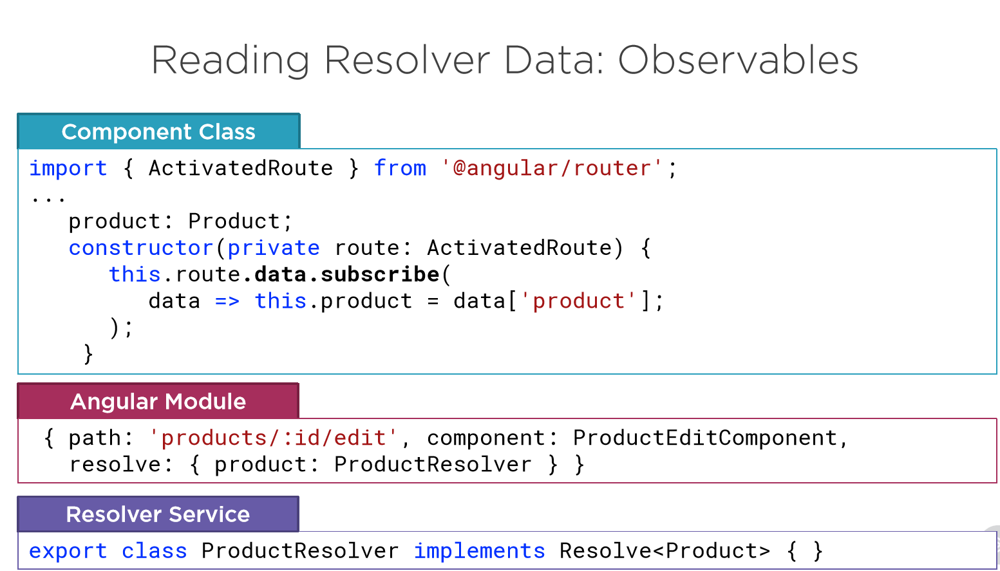 Reading Resolver Data: Observables
Component Class
import { ActivatedRoute } from '@angular/router';
...
product: Product;
constructor(private route: ActivatedRoute) {
this.route.data.subscribe(
data => this.product = data['product'];
);
}
Angular Module
{ path: 'products/:id/edit', component: ProductEditComponent,
resolve: { product: ProductResolver } }
Resolver Service
export class ProductResolver implements Resolve<Product> { }